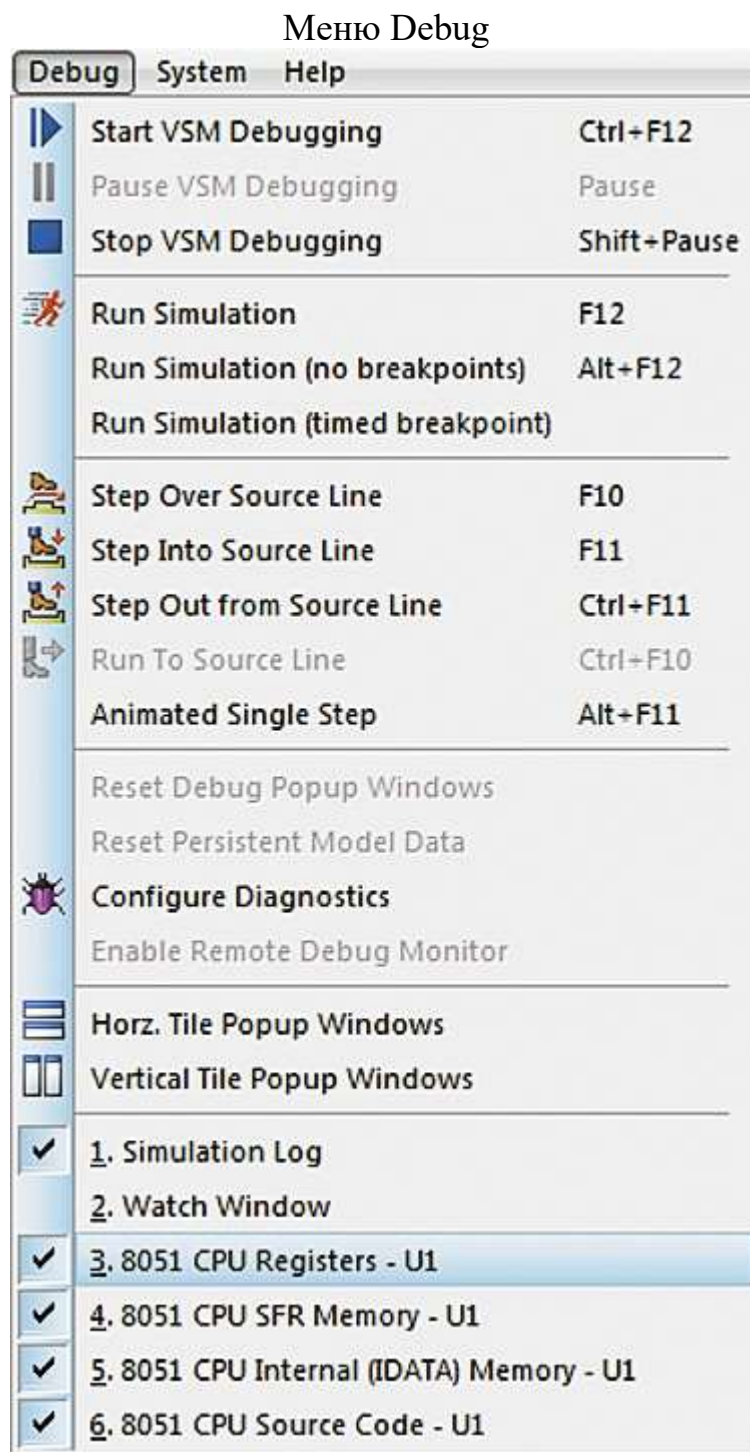 Меню Debug
Debug System Help
Start VSM Debugging Ctrl+F12
Pause VSM Debugging Pause
Stop VSM Debugging Shift+Pause
Run Simulation F12
Run Simulation (no breakpoints) Alt+F12
Run Simulation (timed breakpoint)
Step Over Source Line F10
Step Into Source Line F11
Step Out from Source Line Ctrl+F11
Run To Source Line Ctrl+F10
Animated Single Step Alt+F11
Reset Debug Popup Windows
Reset Persistent Model Data
Configure Diagnostics
Enable Remote Debug Monitor
Horz. Tile Popup Windows
Vertical Tile Popup Windows
1. Simulation Log
2. Watch Window
3. 8051 CPU Registers - U1
4. 8051 CPU SFR Memory - U1
5. 8051 CPU Internal (IDATA) Memory - U1
6. 8051 CPU Source Code - U1